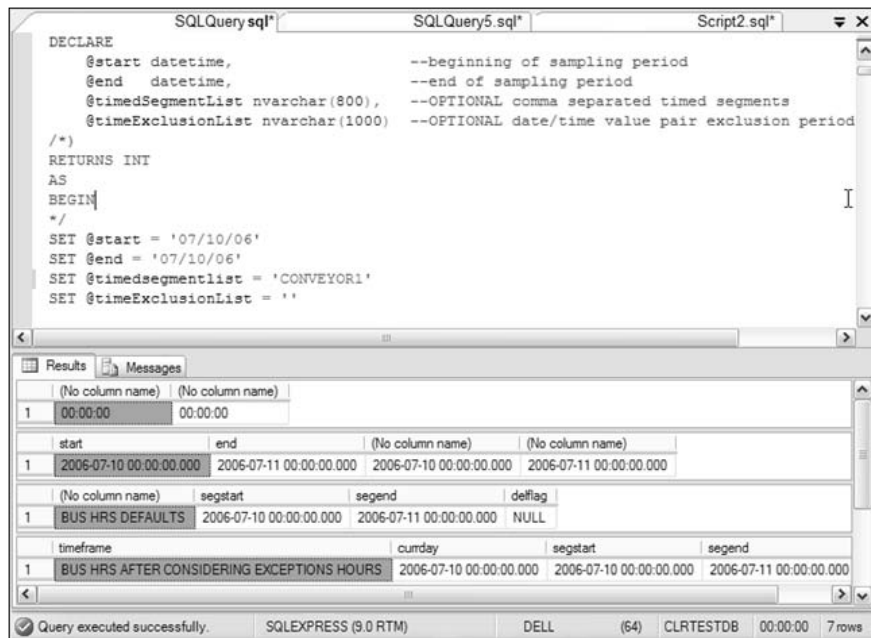 SQLQuery sql* SQLQuery5.sql* Script2.sql*
DECLARE
@start datetime, --beginning of sampling period
@end datetime, --end of sampling period
@timedSegmentList nvarchar(800), --OPTIONAL comma separated timed segments
@timeExclusionList nvarchar(1000) --OPTIONAL date/time value pair exclusion period
/*)
RETURNS INT
AS
BEGIN
*/
SET @start = '07/10/06'
SET @end = '07/10/06'
SET @timedsegmentlist = 'CONVEYOR1'
SET @timeExclusionList = ''
Results Messages
(No column name) (No column name)
1 00:00:00 00:00:00
start end (No column name) (No column name)
1 2006-07-10 00:00:00.000 2006-07-11 00:00:00.000 2006-07-10 00:00:00.000 2006-07-11 00:00:00.000
(No column name) segstart segend delflag
1 BUS HRS DEFAULTS 2006-07-10 00:00:00.000 2006-07-11 00:00:00.000 NULL
timeframe currday segstart segend
1 BUS HRS AFTER CONSIDERING EXCEPTIONS HOURS 2006-07-10 00:00:00.000 2006-07-10 00:00:00.000 2006-07-11 00:00:00.000
Query executed successfully. SQLEXPRESS (9.0 RTM) DELL (64) CLRTESTDB 00:00:00 7 rows